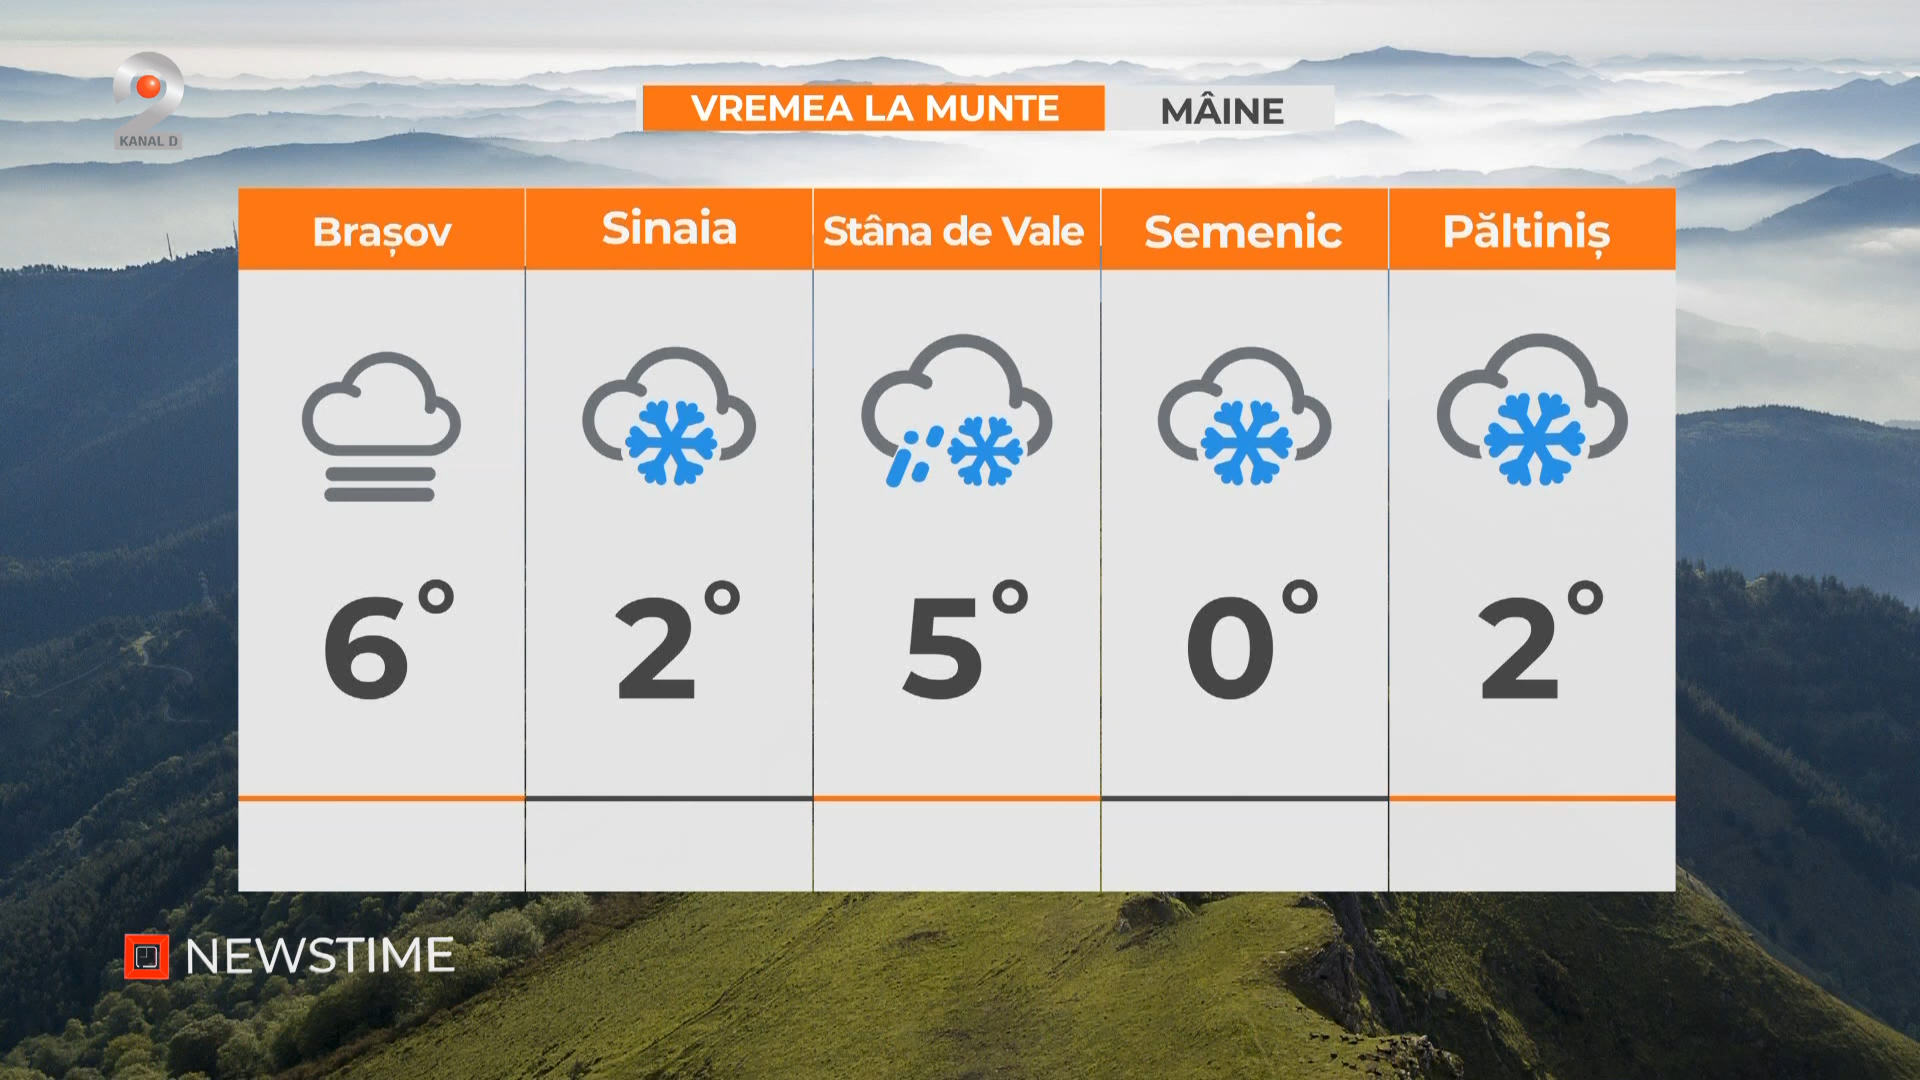 KANAL D
VREMEA LA MUNTE MÂINE
Brașov Sinaia Stâna de Vale Semenic Păltiniș
6° 2° 5° 0° 2°
NEWSTIME